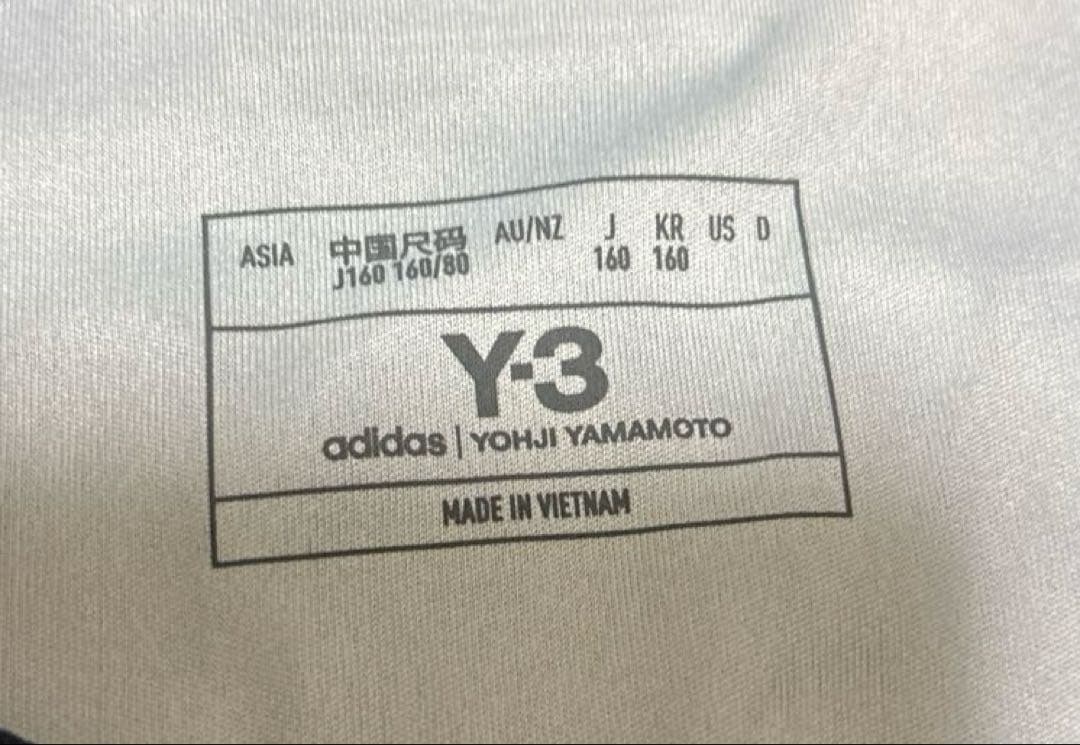 ASIA 中国尺码 AU/NZ J KR US D
J160 160/80 160 160
Y-3
adidas | YOHJI YAMAMOTO
MADE IN VIETNAM